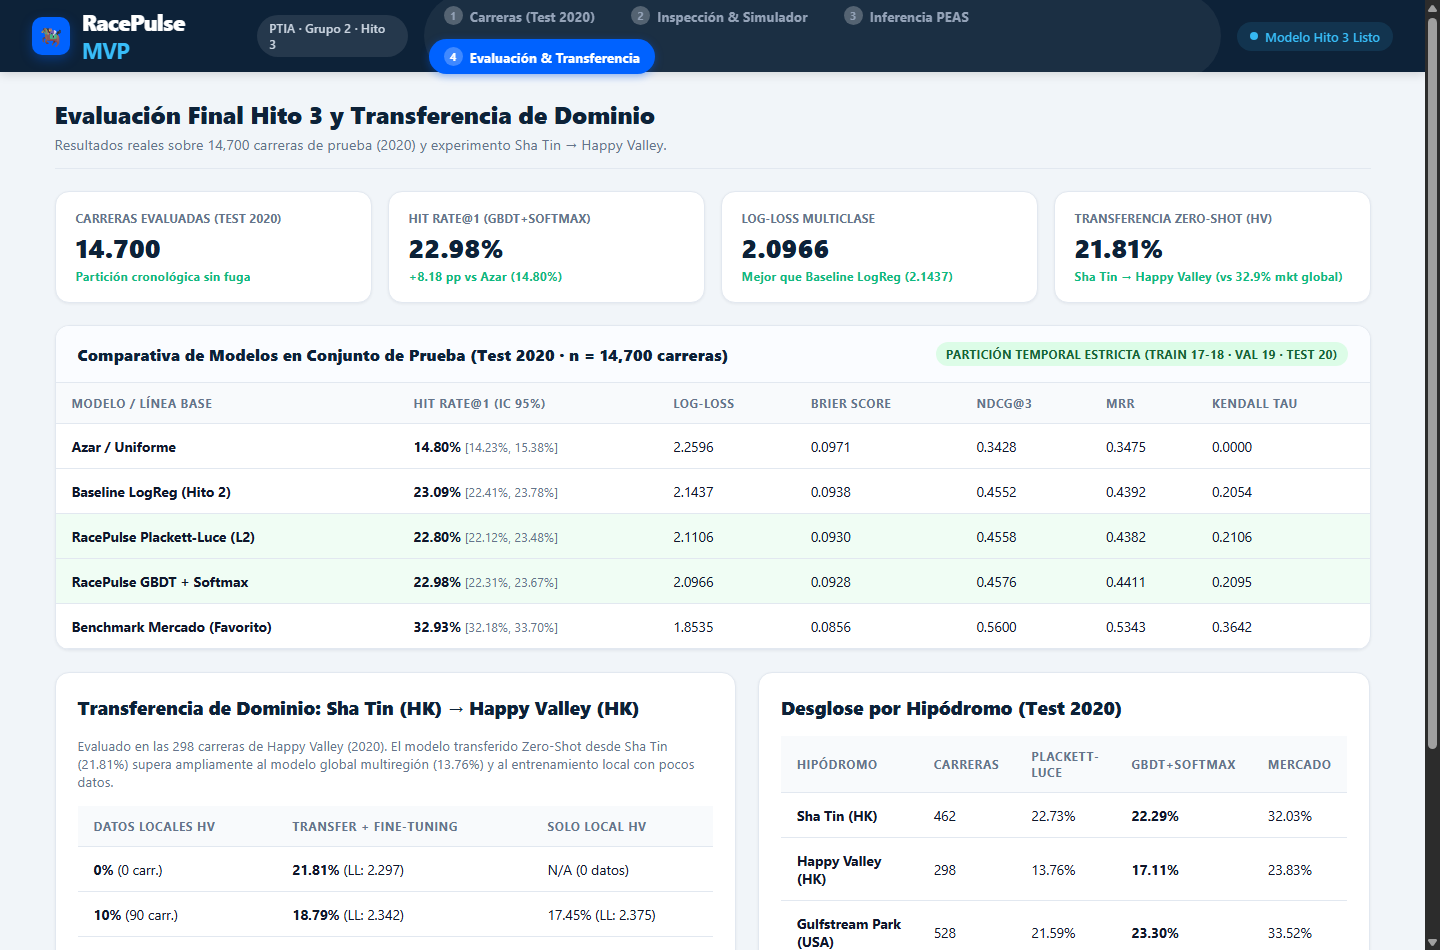 RacePulse
MVP
PTIA · Grupo 2 · Hito
3
1 Carreras (Test 2020)
2 Inspección & Simulador
3 Inferencia PEAS
4 Evaluación & Transferencia
Modelo Hito 3 Listo
Evaluación Final Hito 3 y Transferencia de Dominio
Resultados reales sobre 14,700 carreras de prueba (2020) y experimento Sha Tin → Happy Valley.
CARRERAS EVALUADAS (TEST 2020)
14.700
Partición cronológica sin fuga
HIT RATE@1 (GBDT+SOFTMAX)
22.98%
+8.18 pp vs Azar (14.80%)
LOG-LOSS MULTICLASE
2.0966
Mejor que Baseline LogReg (2.1437)
TRANSFERENCIA ZERO-SHOT (HV)
21.81%
Sha Tin → Happy Valley (vs 32.9% mkt global)
Comparativa de Modelos en Conjunto de Prueba (Test 2020 · n = 14,700 carreras)
PARTICIÓN TEMPORAL ESTRICTA (TRAIN 17-18 · VAL 19 · TEST 20)
MODELO / LÍNEA BASE HIT RATE@1 (IC 95%) LOG-LOSS BRIER SCORE NDCG@3 MRR KENDALL TAU
Azar / Uniforme 14.80% [14.23%, 15.38%] 2.2596 0.0971 0.3428 0.3475 0.0000
Baseline LogReg (Hito 2) 23.09% [22.41%, 23.78%] 2.1437 0.0938 0.4552 0.4392 0.2054
RacePulse Plackett-Luce (L2) 22.80% [22.12%, 23.48%] 2.1106 0.0930 0.4558 0.4382 0.2106
RacePulse GBDT + Softmax 22.98% [22.31%, 23.67%] 2.0966 0.0928 0.4576 0.4411 0.2095
Benchmark Mercado (Favorito) 32.93% [32.18%, 33.70%] 1.8535 0.0856 0.5600 0.5343 0.3642
Transferencia de Dominio: Sha Tin (HK) → Happy Valley (HK)
Evaluado en las 298 carreras de Happy Valley (2020). El modelo transferido Zero-Shot desde Sha Tin
(21.81%) supera ampliamente al modelo global multiregión (13.76%) y al entrenamiento local con pocos
datos.
DATOS LOCALES HV TRANSFER + FINE-TUNING SOLO LOCAL HV
0% (0 carr.) 21.81% (LL: 2.297) N/A (0 datos)
10% (90 carr.) 18.79% (LL: 2.342) 17.45% (LL: 2.375)
Desglose por Hipódromo (Test 2020)
HIPÓDROMO CARRERAS PLACKETT-
LUCE GBDT+SOFTMAX MERCADO
Sha Tin (HK) 462 22.73% 22.29% 32.03%
Happy Valley
(HK) 298 13.76% 17.11% 23.83%
Gulfstream Park
(USA) 528 21.59% 23.30% 33.52%